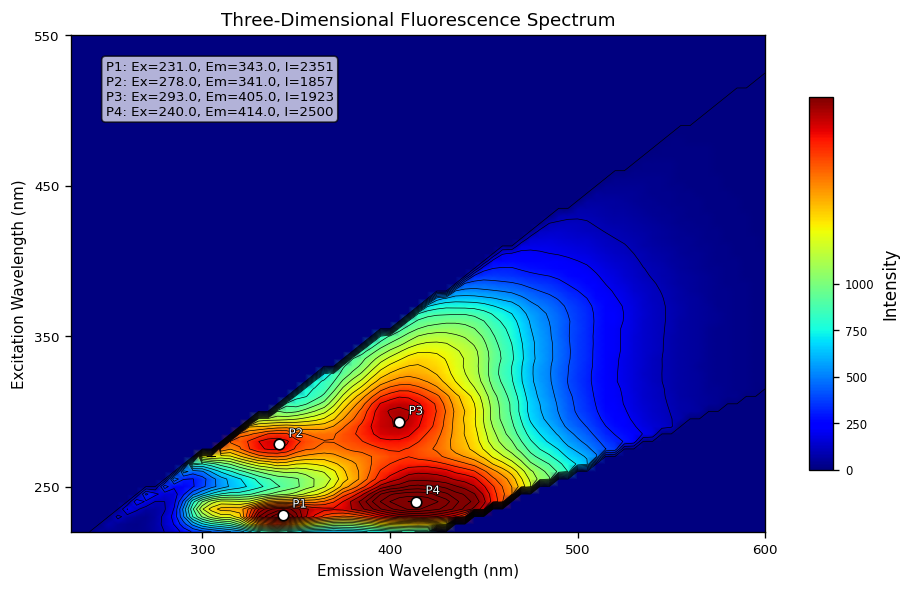 Three-Dimensional Fluorescence Spectrum
550
450
350
250
Excitation Wavelength (nm)
P1: Ex=231.0, Em=343.0, I=2351
P2: Ex=278.0, Em=341.0, I=1857
P3: Ex=293.0, Em=405.0, I=1923
P4: Ex=240.0, Em=414.0, I=2500
P3
P2
P4
P1
300
400
500
600
Emission Wavelength (nm)
1000
750
500
250
0
Intensity